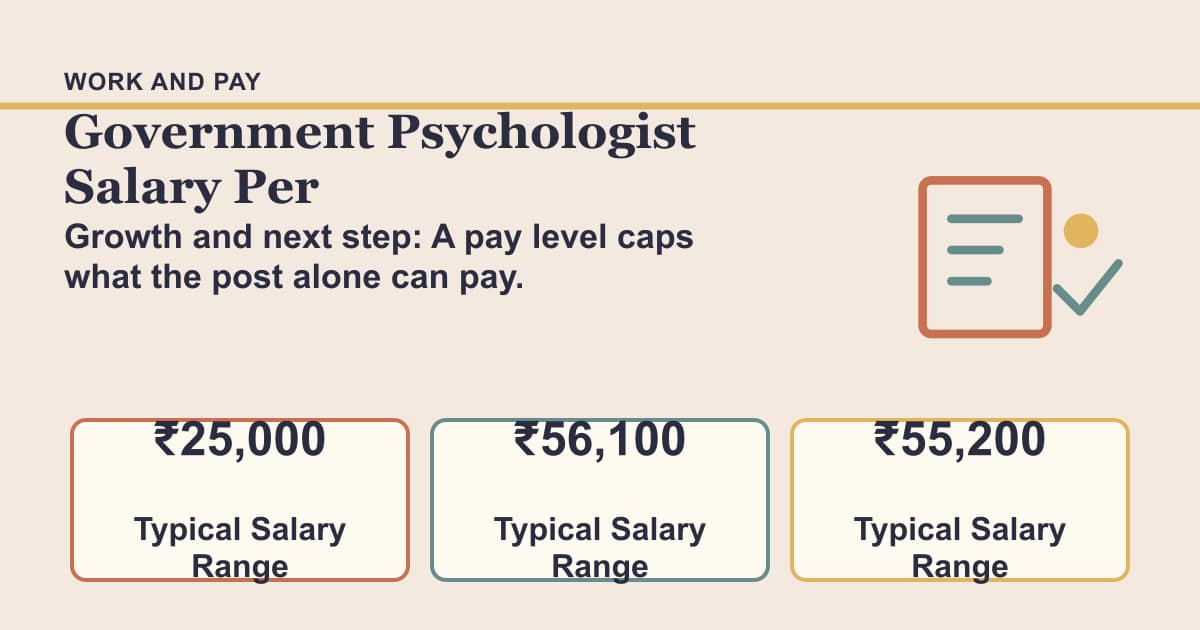 WORK AND PAY
Government Psychologist
Salary Per
Growth and next step: A pay level caps
what the post alone can pay.
₹25,000
Typical Salary
Range
₹56,100
Typical Salary
Range
₹55,200
Typical Salary
Range